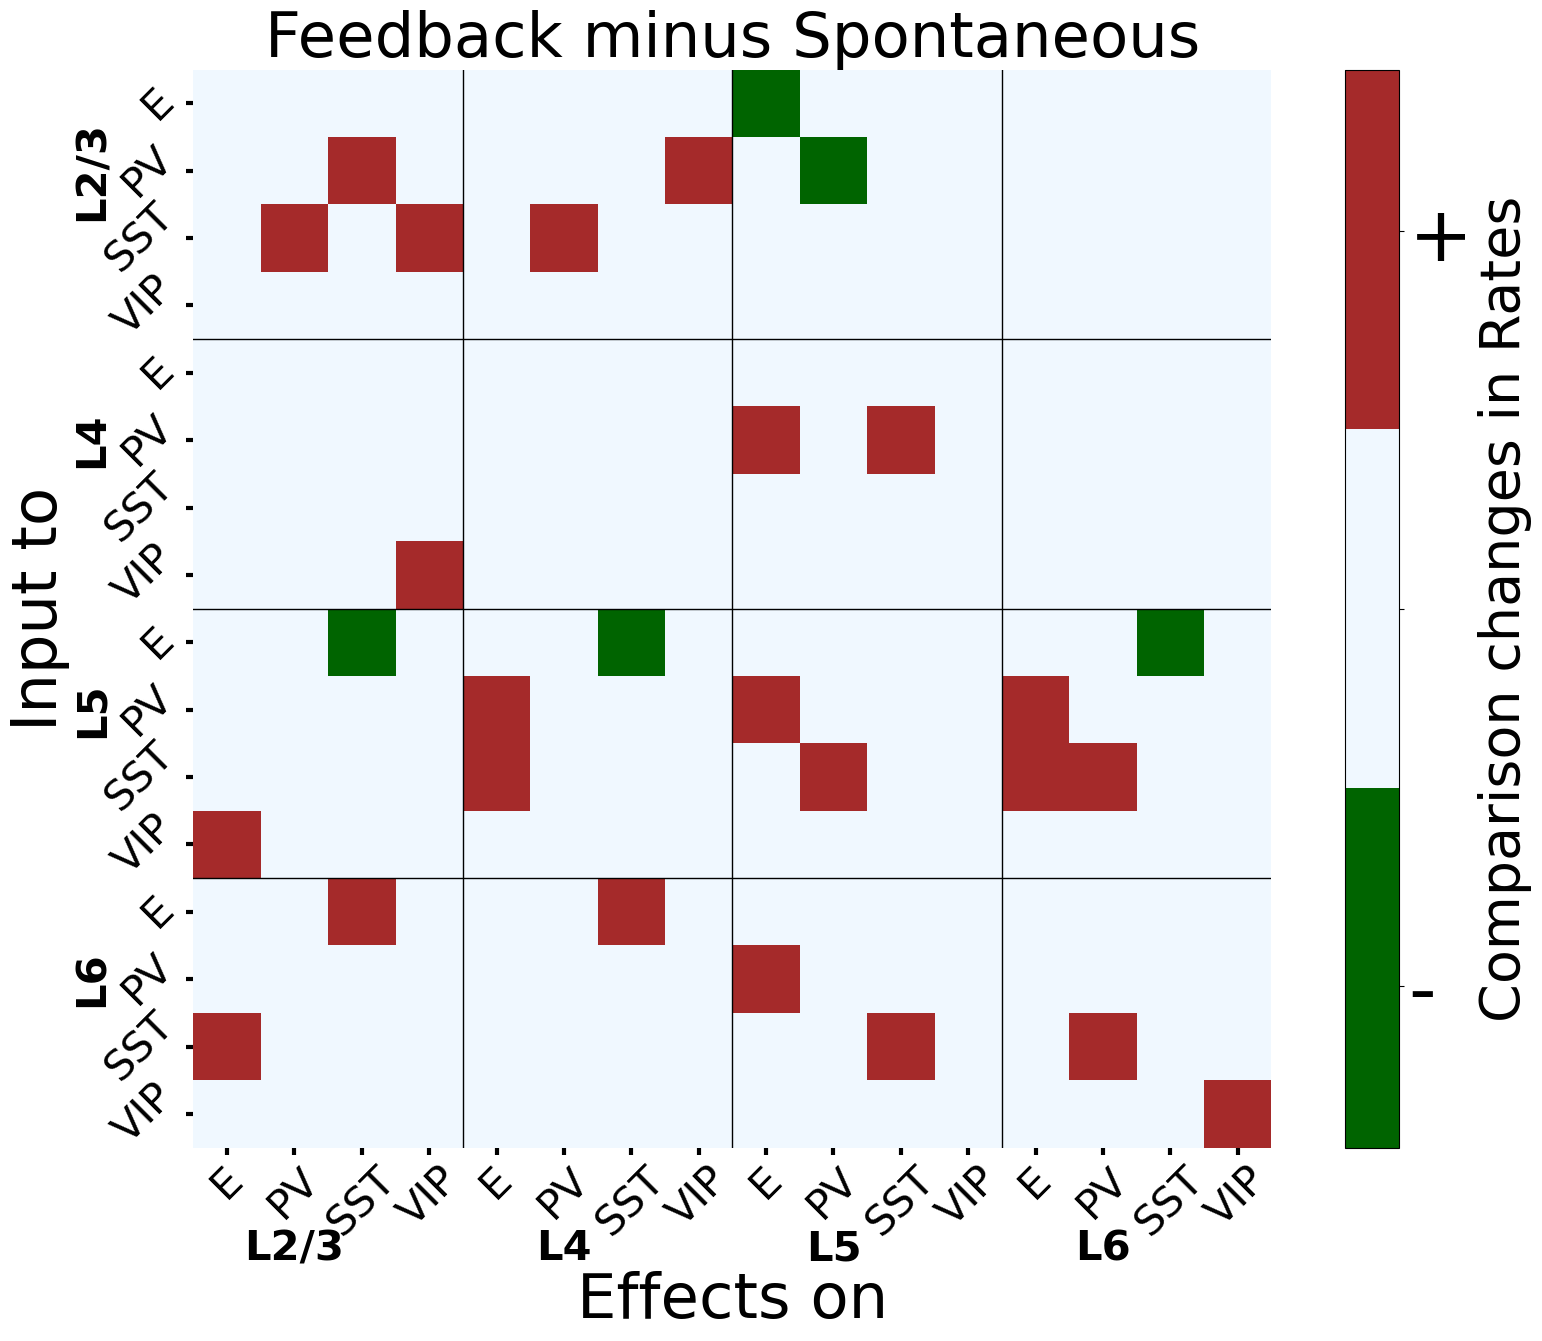 Feedback minus Spontaneous
Input to
L2/3
E
PV
SST
VIP
L4
E
PV
SST
VIP
L5
E
PV
SST
VIP
L6
E
PV
SST
VIP
E PV SST VIP E PV SST VIP E PV SST VIP E PV SST VIP
L2/3 L4 L5 L6
Effects on
+
-
Comparison changes in Rates